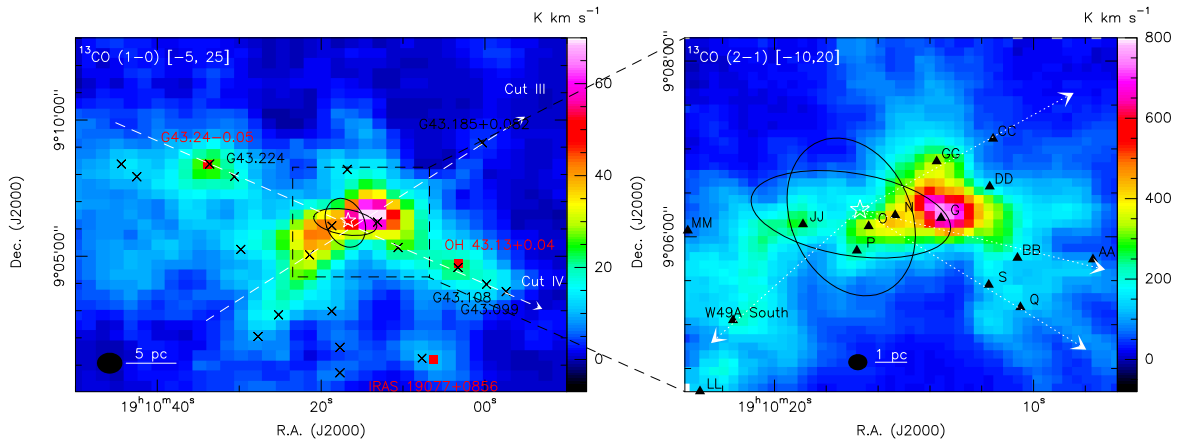 K km s⁻¹
¹³CO (1−0) [−5, 25]
Cut III
G43.185+0.082
G43.24−0.05
G43.224
OH 43.13+0.04
Cut IV
G43.108
G43.099
5 pc
IRAS 19077+0856
9°10'00"
9°05'00"
Dec. (J2000)
19ʰ10ᵐ40ˢ
20ˢ
00ˢ
R.A. (J2000)
60
40
20
0
K km s⁻¹
¹³CO (2−1) [−10,20]
CC
GG
DD
N
G
JJ
O
MM
P
BB
AA
S
W49A South
Q
1 pc
LL
9°08'00"
9°06'00"
Dec. (J2000)
19ʰ10ᵐ20ˢ
10ˢ
R.A. (J2000)
800
600
400
200
0